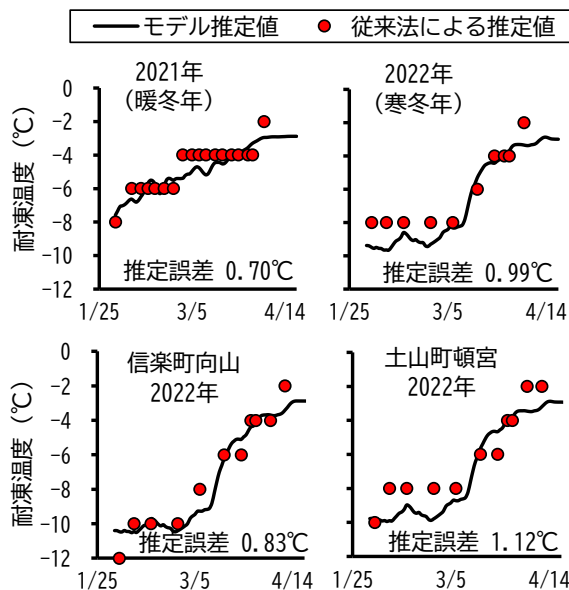 モデル推定値 従来法による推定値
耐凍温度（℃）
0
-2
-4
-6
-8
-10
-12
2021年
（暖冬年）
推定誤差 0.70℃
1/25 3/5 4/14
2022年
（寒冬年）
推定誤差 0.99℃
1/25 3/5 4/14
耐凍温度（℃）
0
-2
-4
-6
-8
-10
-12
信楽町向山
2022年
推定誤差 0.83℃
1/25 3/5 4/14
土山町頓宮
2022年
推定誤差 1.12℃
1/25 3/5 4/14